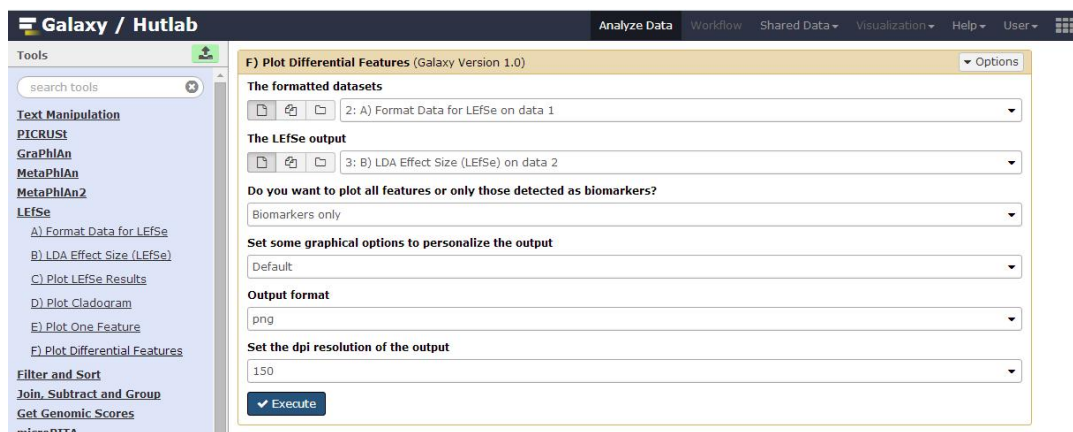 Galaxy / Hutlab
Analyze Data Workflow Shared Data Visualization Help User
Tools
search tools
Text Manipulation
PICRUSt
GraPhlAn
MetaPhlAn
MetaPhlAn2
LEfSe
A) Format Data for LEfSe
B) LDA Effect Size (LEfSe)
C) Plot LEfSe Results
D) Plot Cladogram
E) Plot One Feature
F) Plot Differential Features
Filter and Sort
Join, Subtract and Group
Get Genomic Scores
F) Plot Differential Features (Galaxy Version 1.0)
Options
The formatted datasets
2: A) Format Data for LEfSe on data 1
The LEfSe output
3: B) LDA Effect Size (LEfSe) on data 2
Do you want to plot all features or only those detected as biomarkers?
Biomarkers only
Set some graphical options to personalize the output
Default
Output format
png
Set the dpi resolution of the output
150
Execute